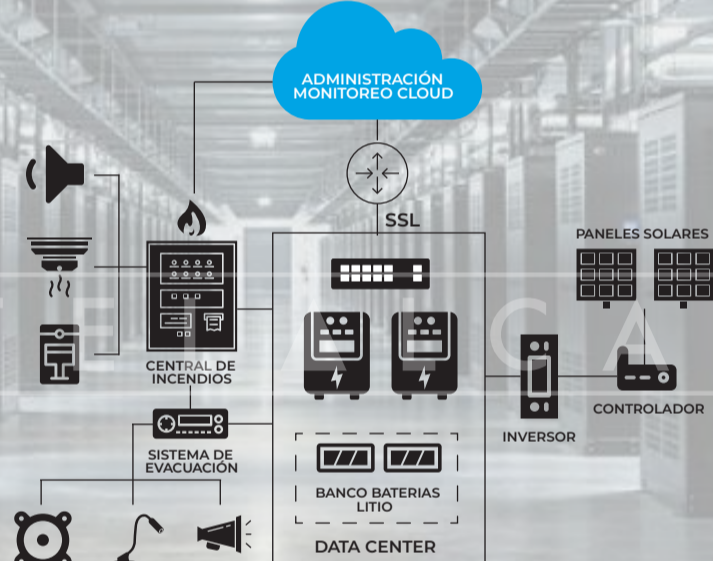 ADMINISTRACIÓN
MONITOREO CLOUD
SSL
PANELES SOLARES
CENTRAL DE
INCENDIOS
CONTROLADOR
INVERSOR
SISTEMA DE
EVACUACIÓN
BANCO BATERIAS
LITIO
DATA CENTER